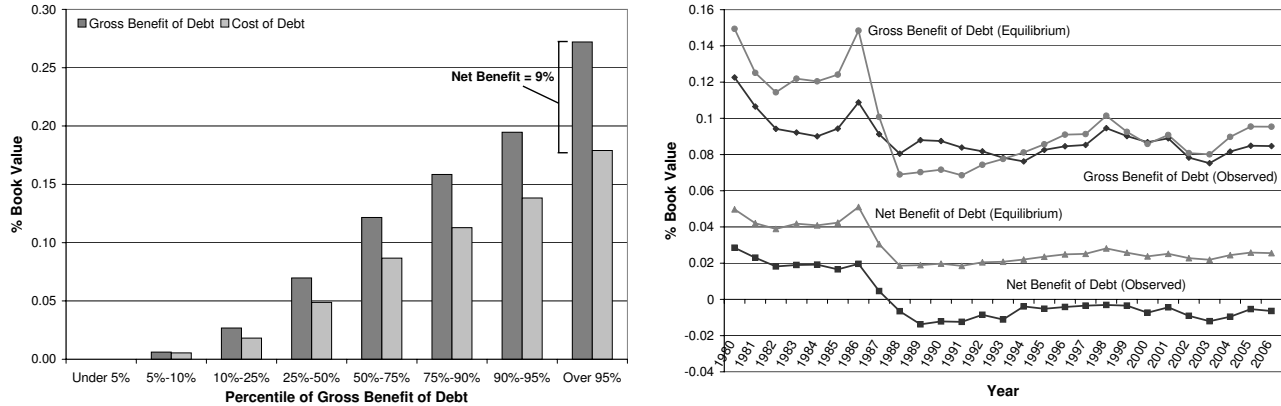 Gross Benefit of Debt Cost of Debt
0.30
0.25
0.20
0.15
0.10
0.05
0.00
% Book Value
Net Benefit = 9%
Under 5% 5%-10% 10%-25% 25%-50% 50%-75% 75%-90% 90%-95% Over 95%
Percentile of Gross Benefit of Debt
0.16
0.14
0.12
0.1
0.08
0.06
0.04
0.02
0
-0.02
-0.04
% Book Value
Gross Benefit of Debt (Equilibrium)
Gross Benefit of Debt (Observed)
Net Benefit of Debt (Equilibrium)
Net Benefit of Debt (Observed)
1980 1981 1982 1983 1984 1985 1986 1987 1988 1989 1990 1991 1992 1993 1994 1995 1996 1997 1998 1999 2000 2001 2002 2003 2004 2005 2006
Year